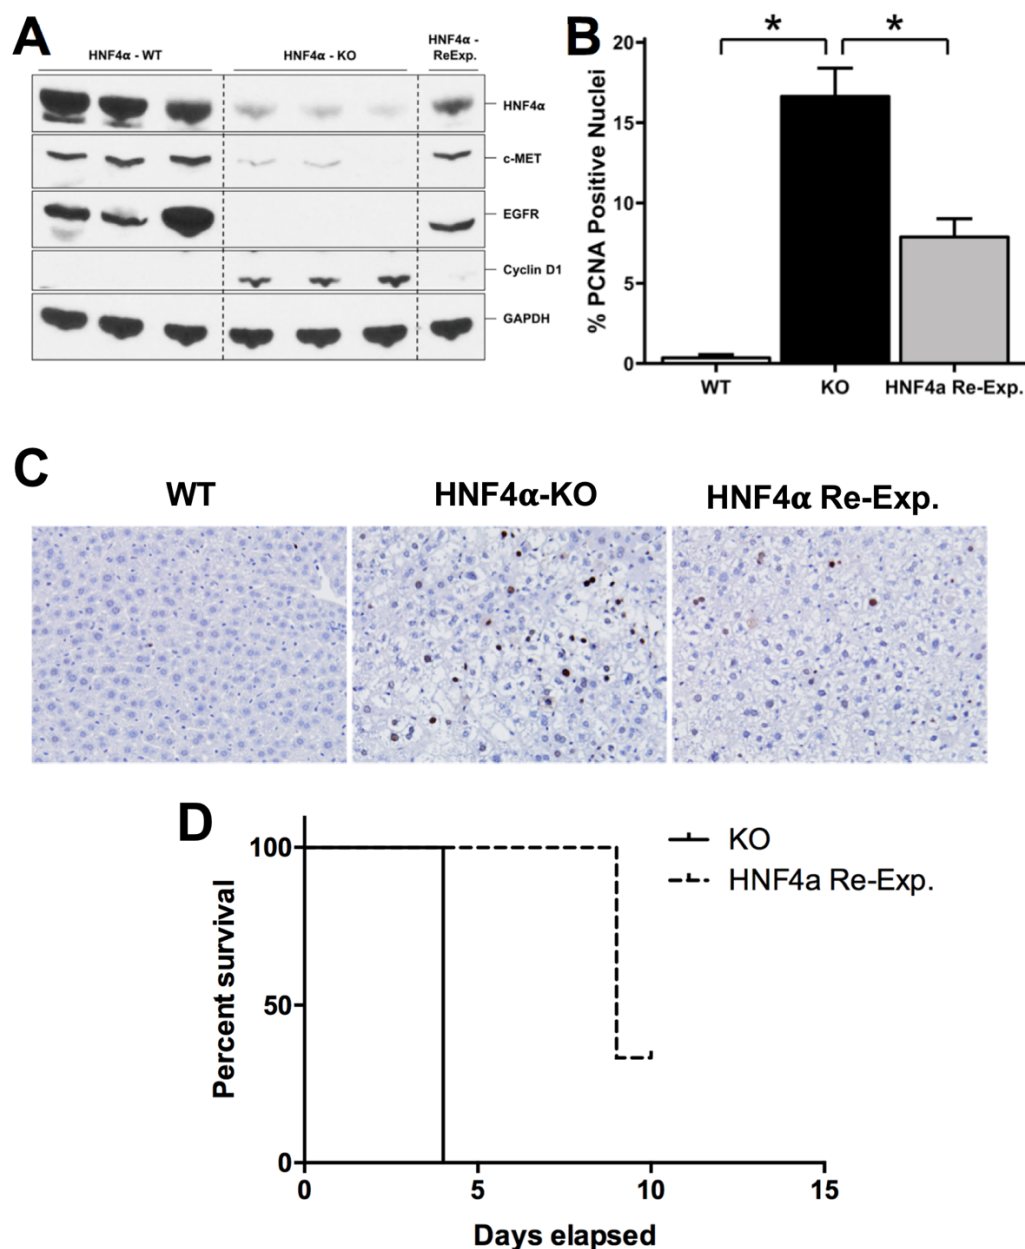 A
HNF4α - WT
HNF4α - KO
HNF4α -
ReExp.
HNF4α
c-MET
EGFR
Cyclin D1
GAPDH
B
% PCNA Positive Nuclei
20
15
10
5
0
*
*
WT
KO
HNF4a Re-Exp.
C
WT
HNF4α-KO
HNF4α Re-Exp.
D
Percent survival
100
50
0
0
5
10
15
Days elapsed
KO
HNF4a Re-Exp.